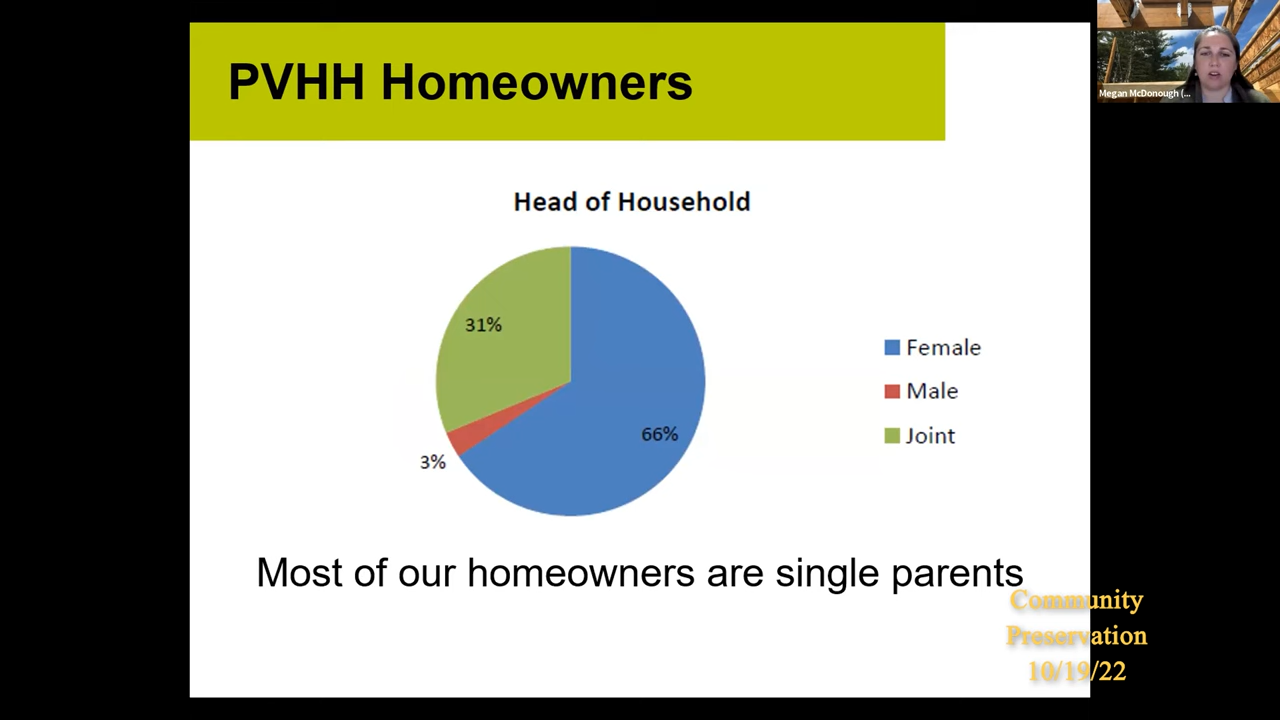 PVHH Homeowners
Megan McDonough (...
Head of Household
31%
66%
3%
Female
Male
Joint
Most of our homeowners are single parents
Community
Preservation
10/19/22